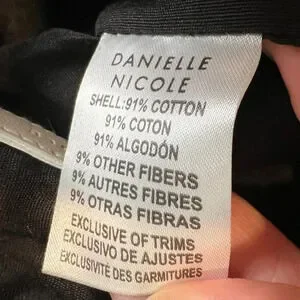 DANIELLE
NICOLE
SHELL:91% COTTON
91% COTON
91% ALGODÓN
9% OTHER FIBERS
9% AUTRES FIBRES
9% OTRAS FIBRAS
EXCLUSIVE OF TRIMS
EXCLUSIVO DE AJUSTES
EXCLUSIVITÉ DES GARMITURES